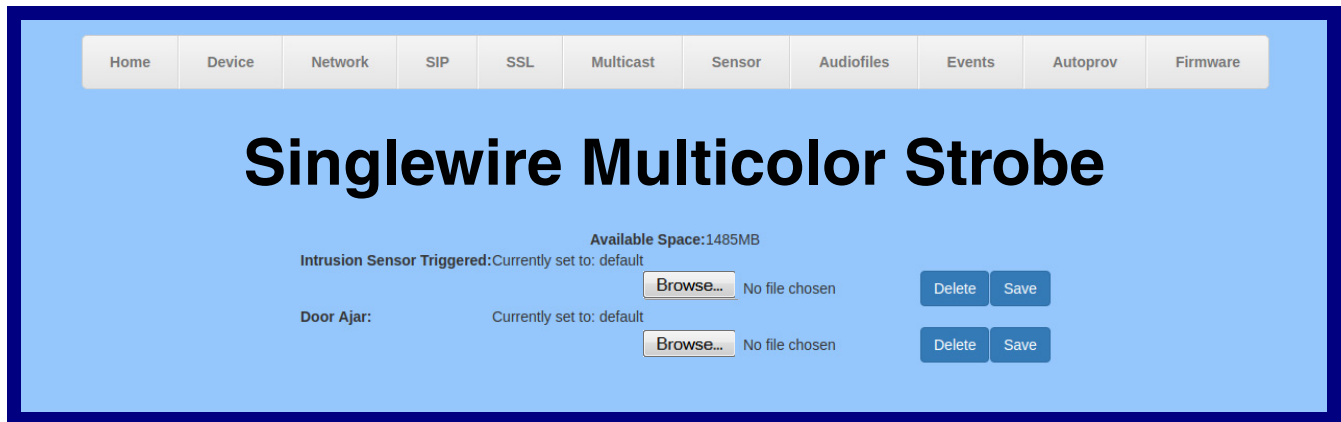 Home Device Network SIP SSL Multicast Sensor Audiofiles Events Autoprov Firmware
Singlewire Multicolor Strobe
Available Space:1485MB
Intrusion Sensor Triggered:Currently set to: default
Browse... No file chosen Delete Save
Door Ajar: Currently set to: default
Browse... No file chosen Delete Save